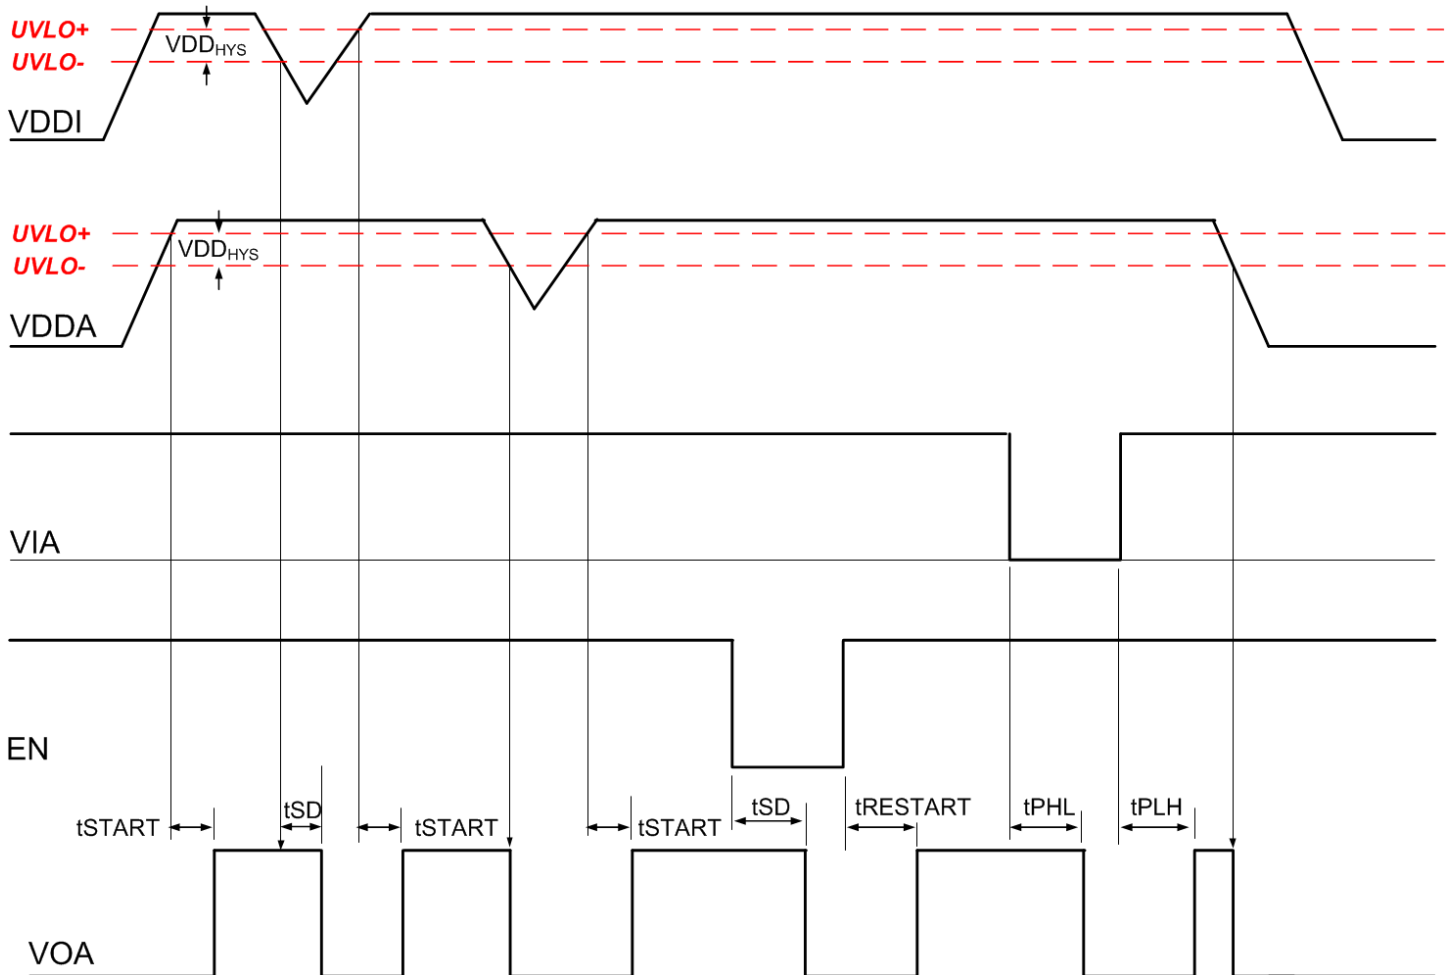 UVLO+
VDDHYS
UVLO-
VDDI
UVLO+
VDDHYS
UVLO-
VDDA
VIA
EN
tSTART
tSD
tSTART
tSTART
tSD
tRESTART
tPHL
tPLH
VOA